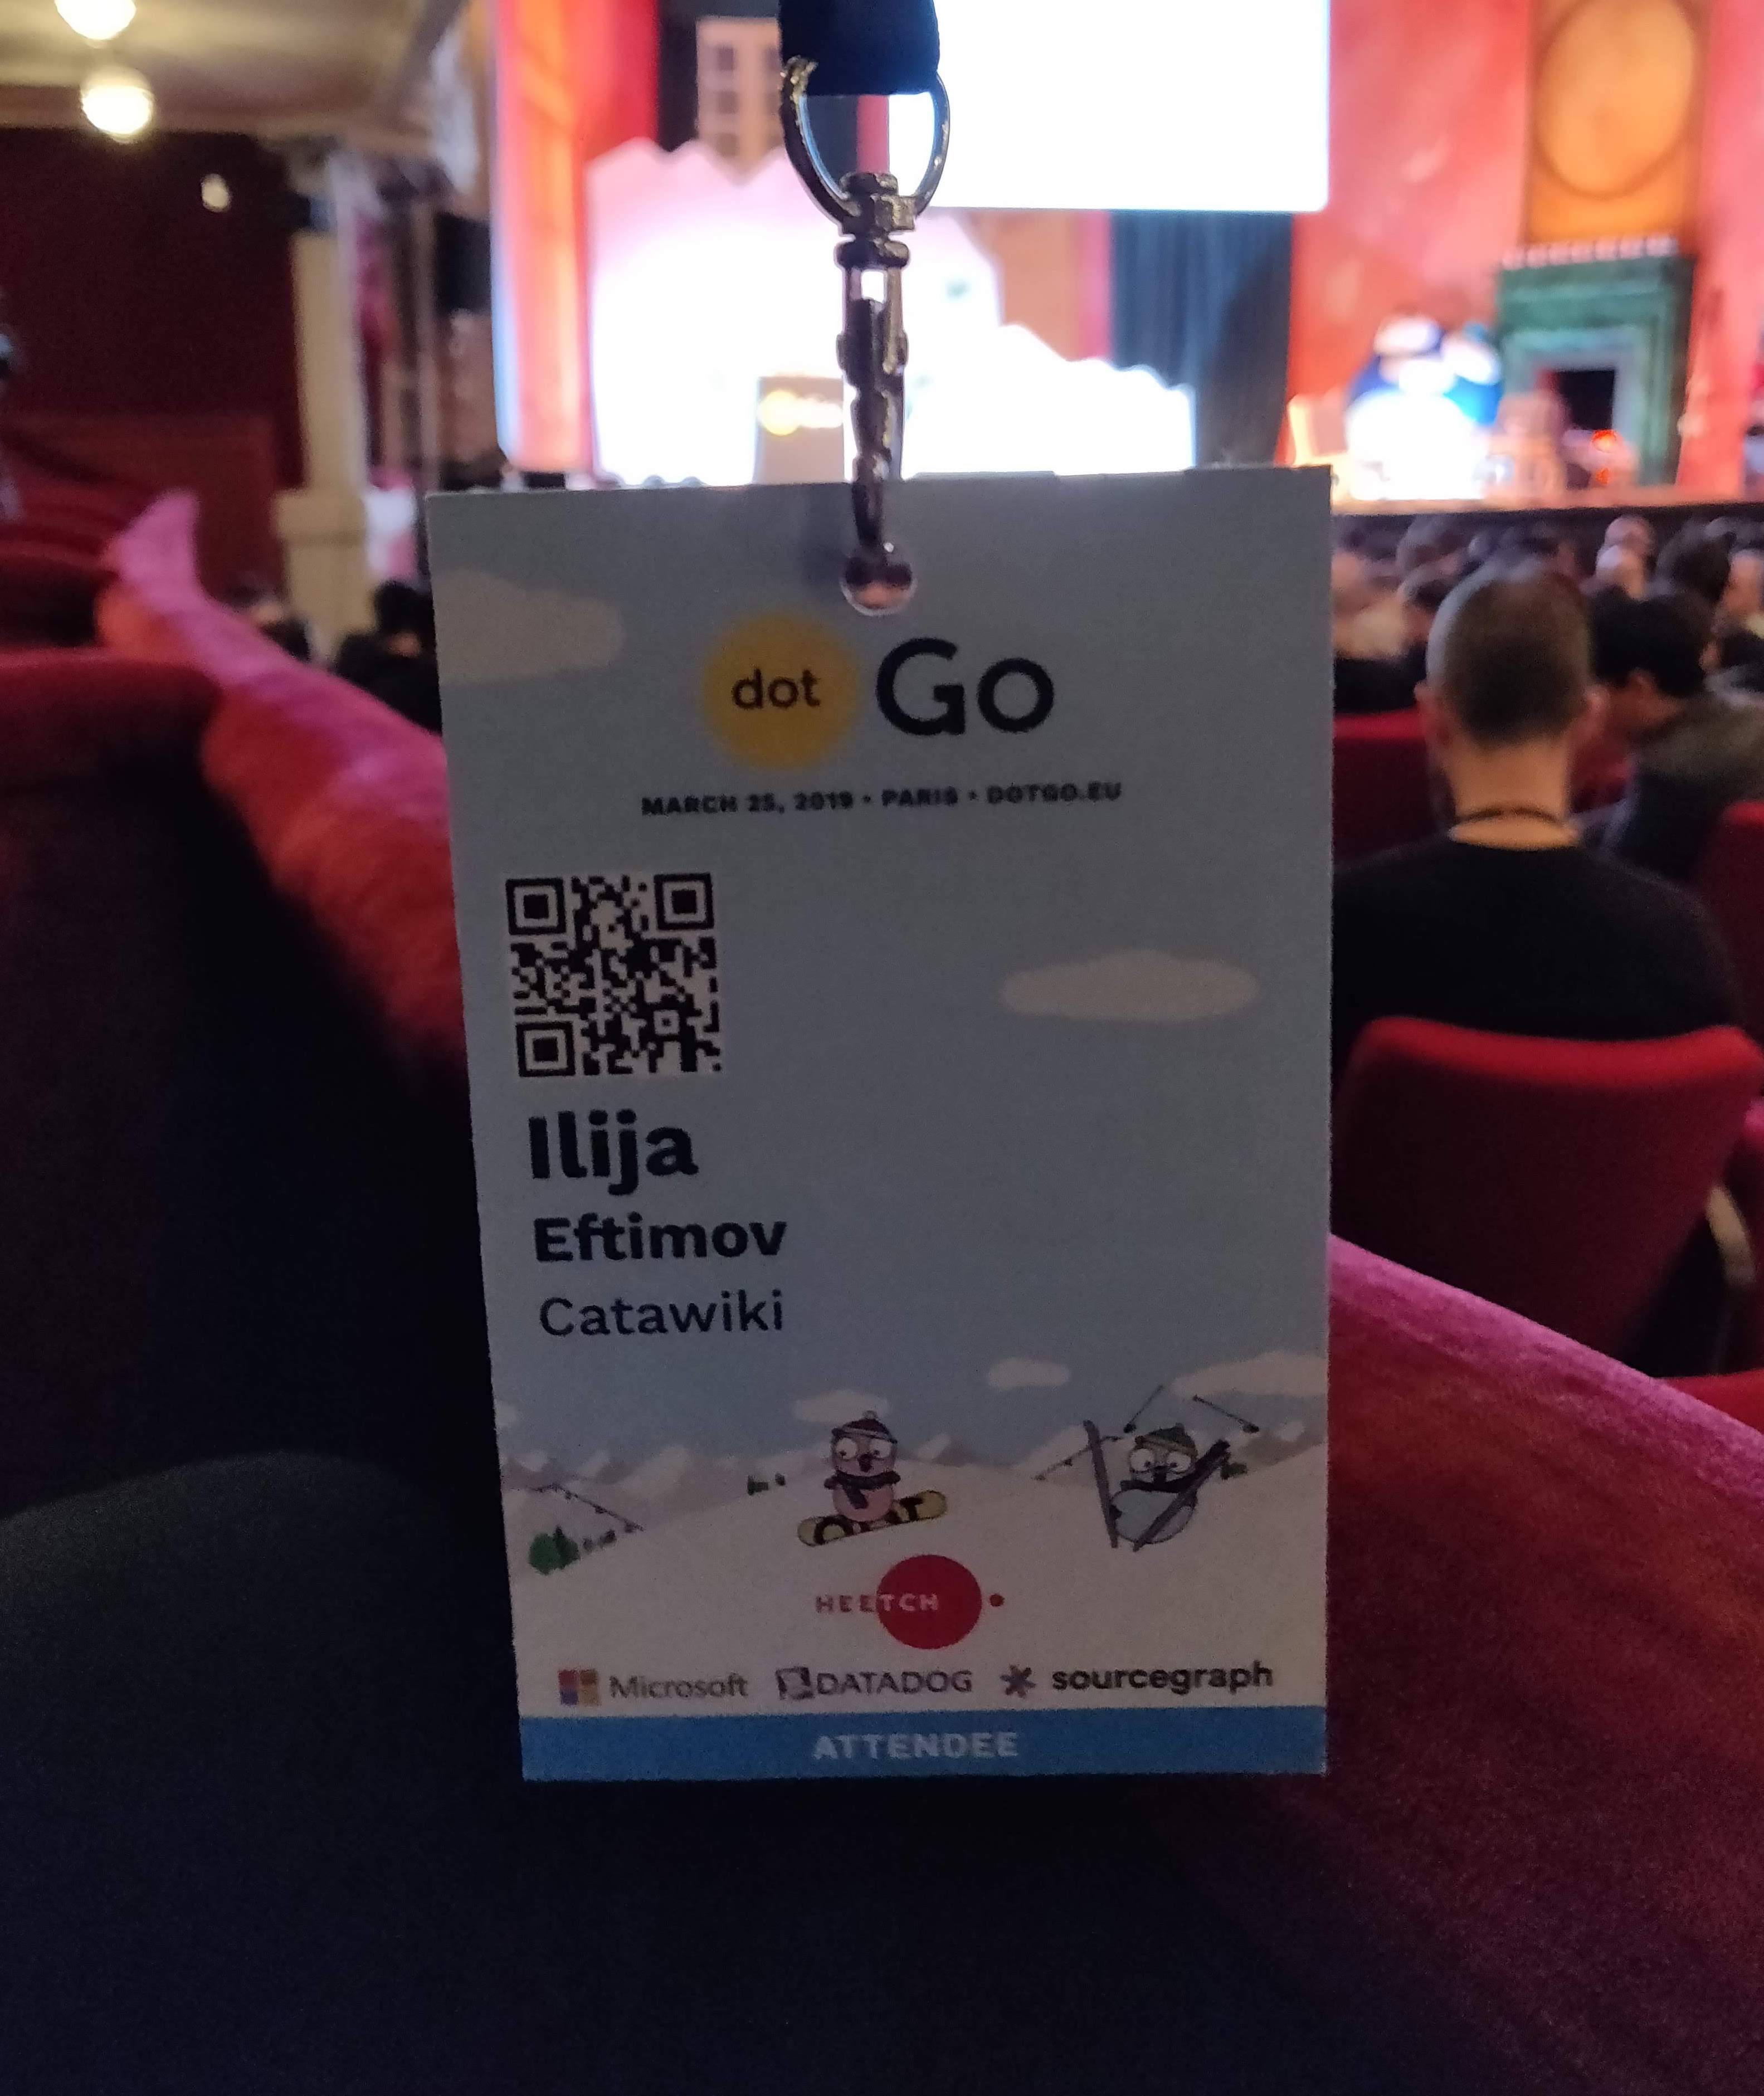 dot Go
MARCH 25, 2019 • PARIS • DOTGO.EU
Ilija
Eftimov
Catawiki
HEETCH
Microsoft DATADOG sourcegraph
ATTENDEE